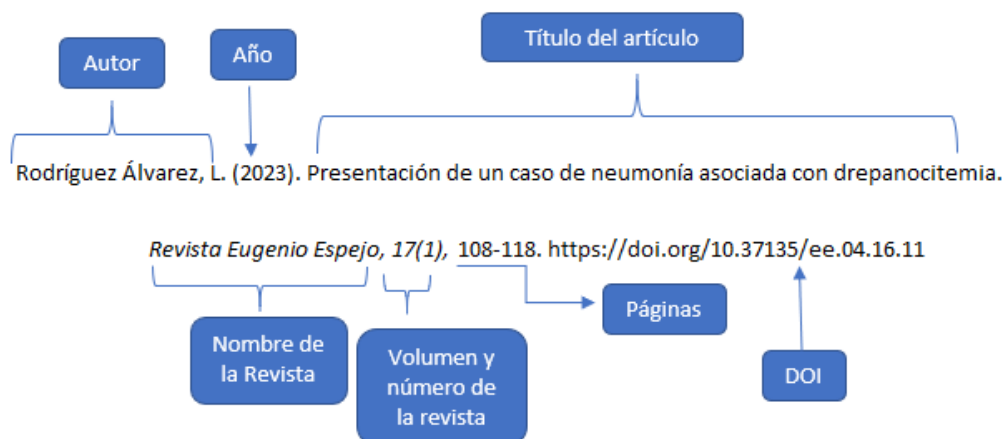 Título del artículo
Autor
Año
Rodríguez Álvarez, L. (2023). Presentación de un caso de neumonía asociada con drepanocitemia.
Revista Eugenio Espejo, 17(1), 108-118. https://doi.org/10.37135/ee.04.16.11
Nombre de
la Revista
Volumen y
número de
la revista
Páginas
DOI